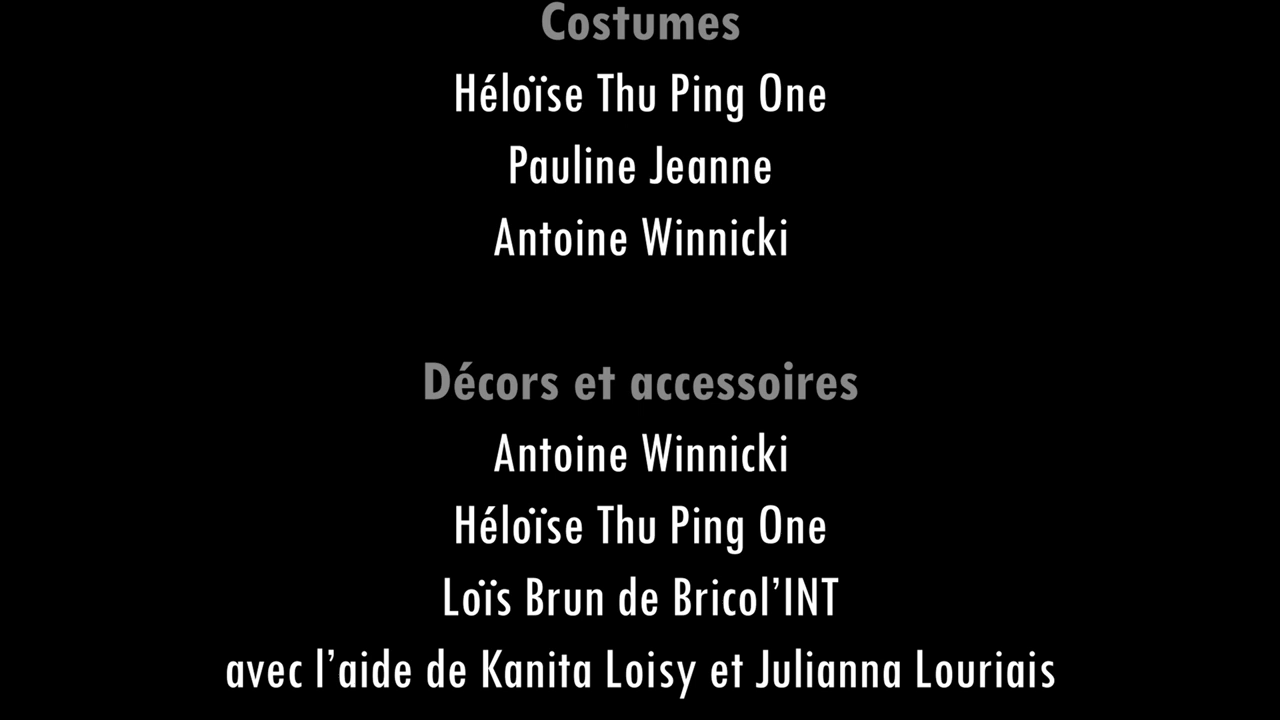 Costumes
Héloïse Thu Ping One
Pauline Jeanne
Antoine Winnicki
Décors et accessoires
Antoine Winnicki
Héloïse Thu Ping One
Loïs Brun de Bricol’INT
avec l’aide de Kanita Loisy et Julianna Louriais